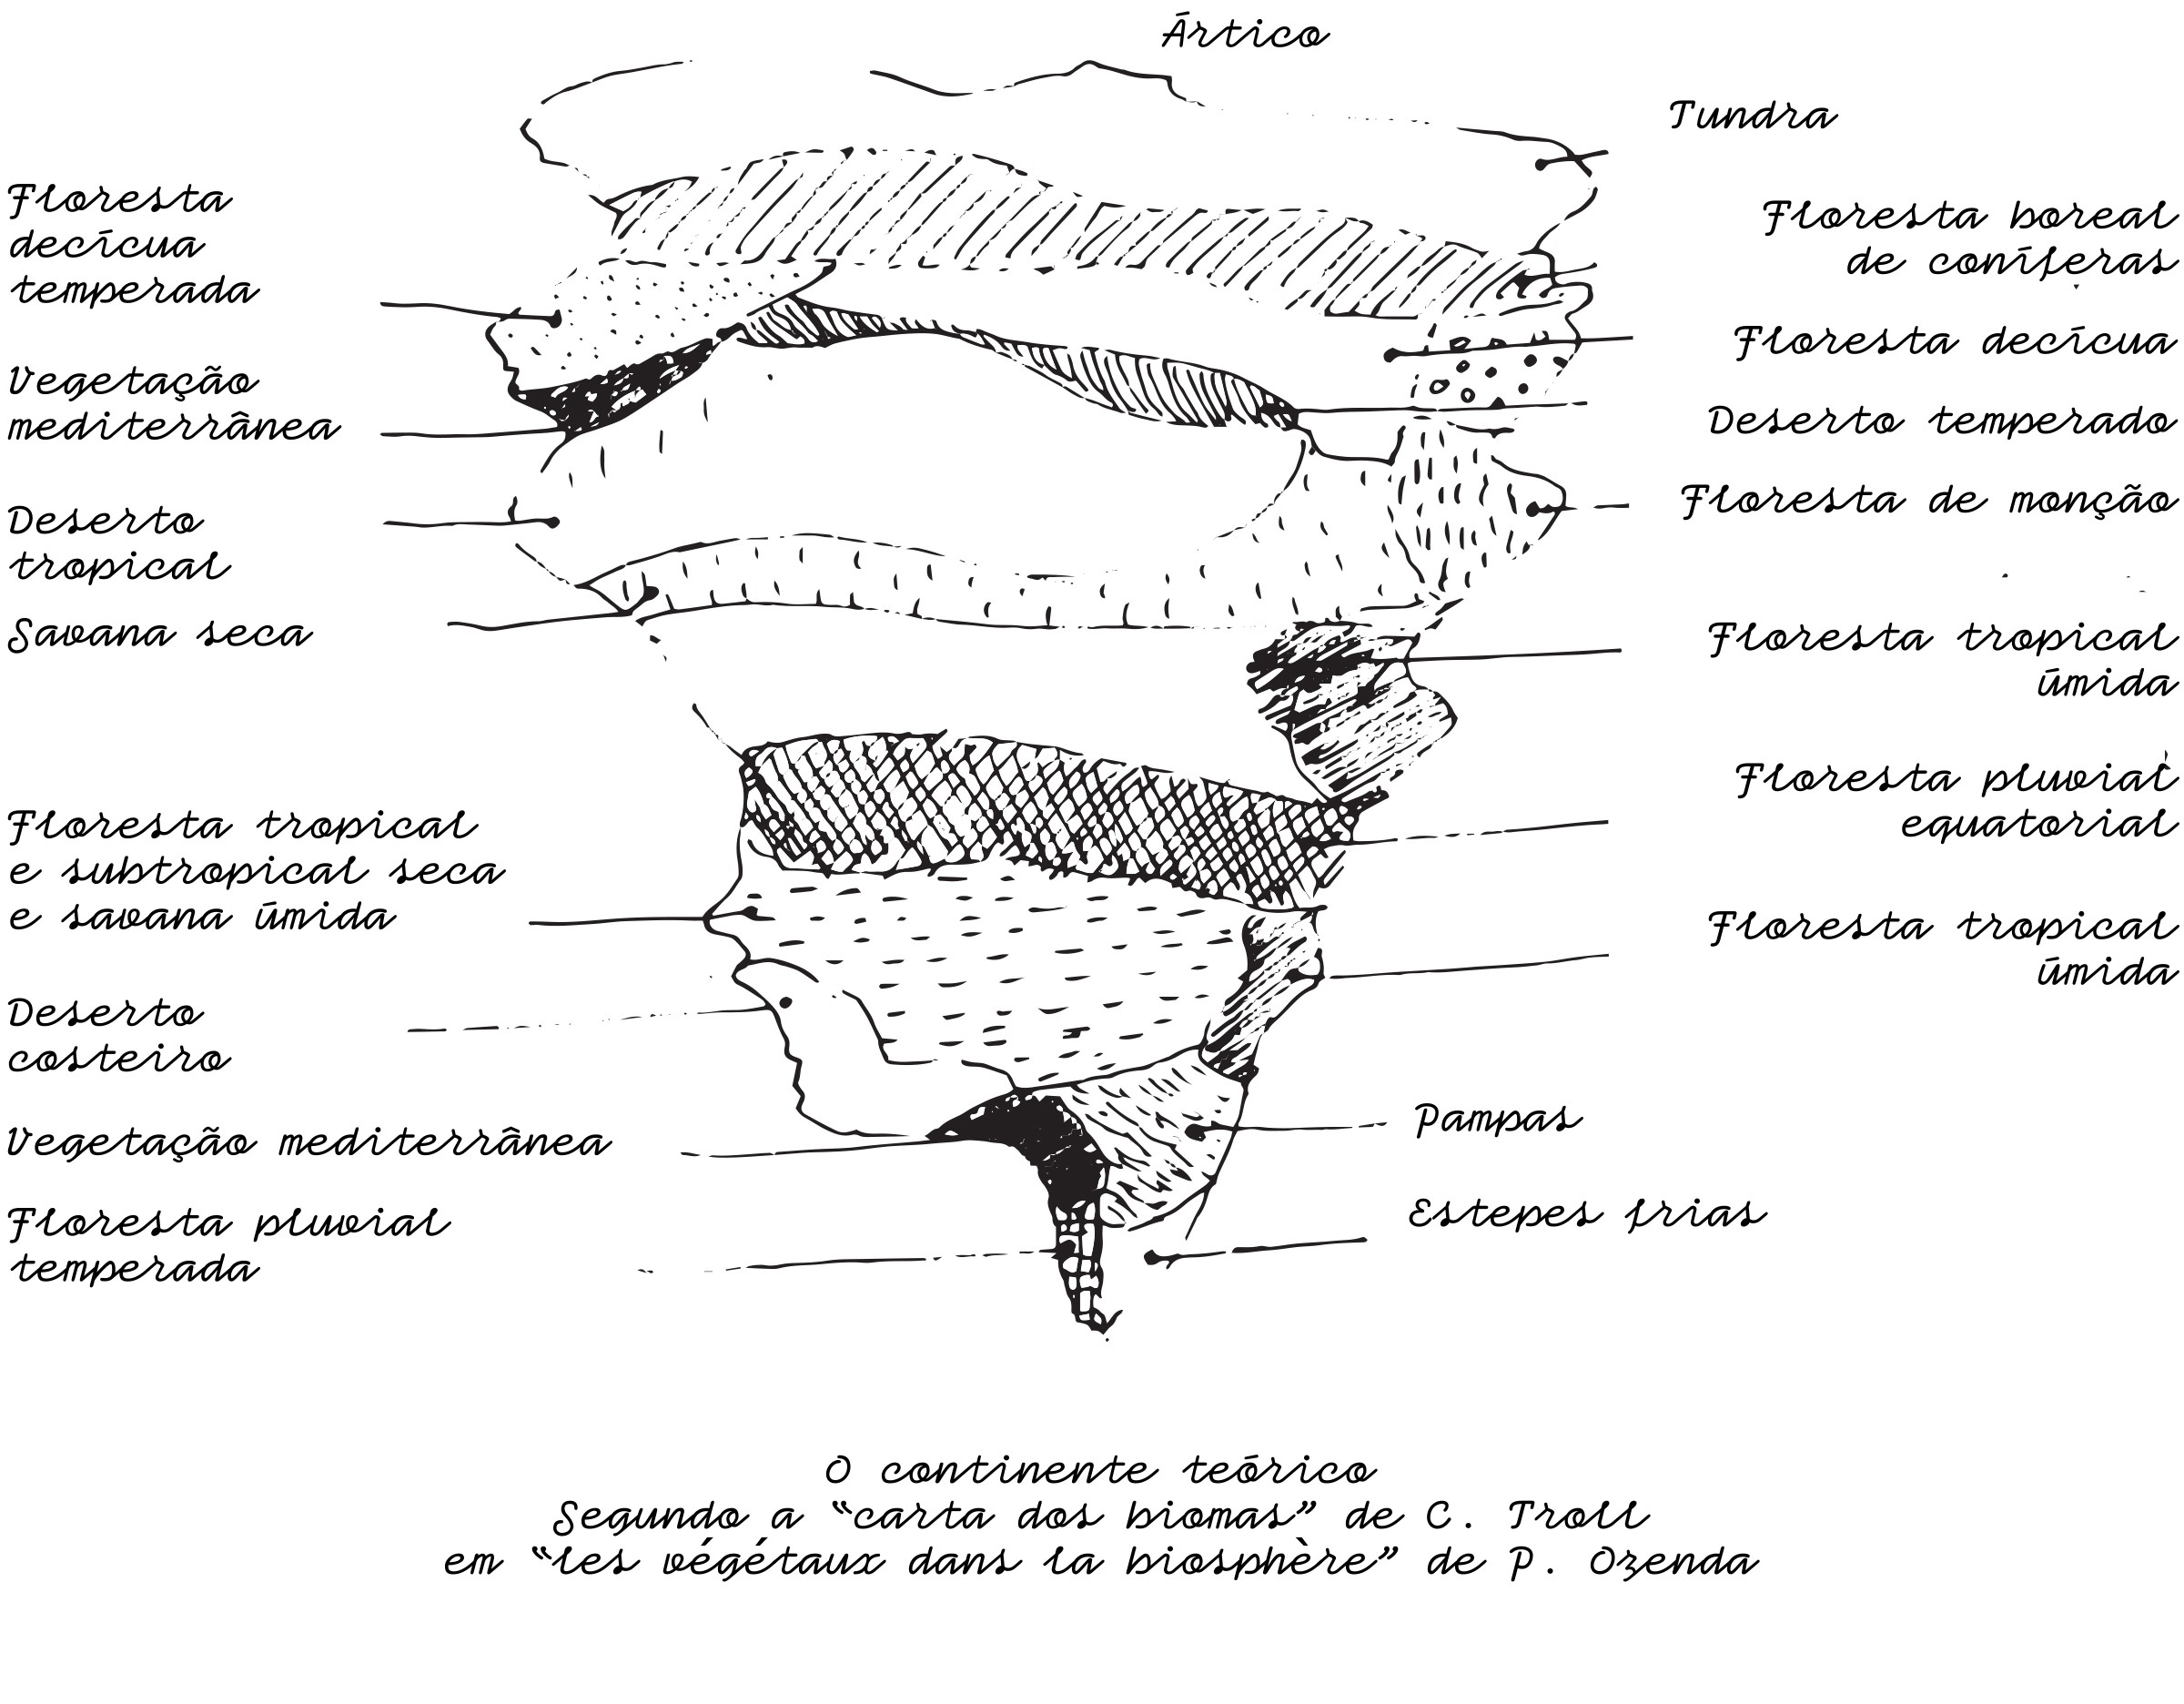 Ártico
Tundra
Floresta
decícua
temperada
Floresta boreal
de coníferas
Floresta decícua
Vegetação
mediterrânea
Deserto temperado
Floresta de monção
Deserto
tropical
Savana seca
Floresta tropical
úmida
Floresta pluvial
equatorial
Floresta tropical
e subtropical seca
e savana úmida
Floresta tropical
úmida
Deserto
costeiro
Pampas
Vegetação mediterrânea
Estepes frias
Floresta pluvial
temperada
O continente teórico
Segundo a “carta dos biomas” de C. Troll
em “les végétaux dans la biosphère” de P. Ozenda